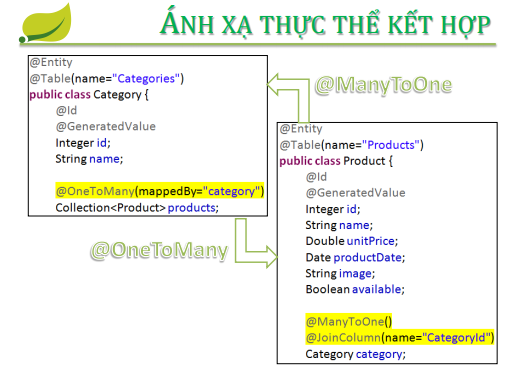 ÁNH XẠ THỰC THỂ KẾT HỢP
@Entity
@Table(name="Categories")
public class Category {
@Id
@GeneratedValue
Integer id;
String name;
@OneToMany(mappedBy="category")
Collection<Product> products;
@ManyToOne
@OneToMany
@Entity
@Table(name="Products")
public class Product {
@Id
@GeneratedValue
Integer id;
String name;
Double unitPrice;
Date productDate;
String image;
Boolean available;
@ManyToOne()
@JoinColumn(name="CategoryId")
Category category;